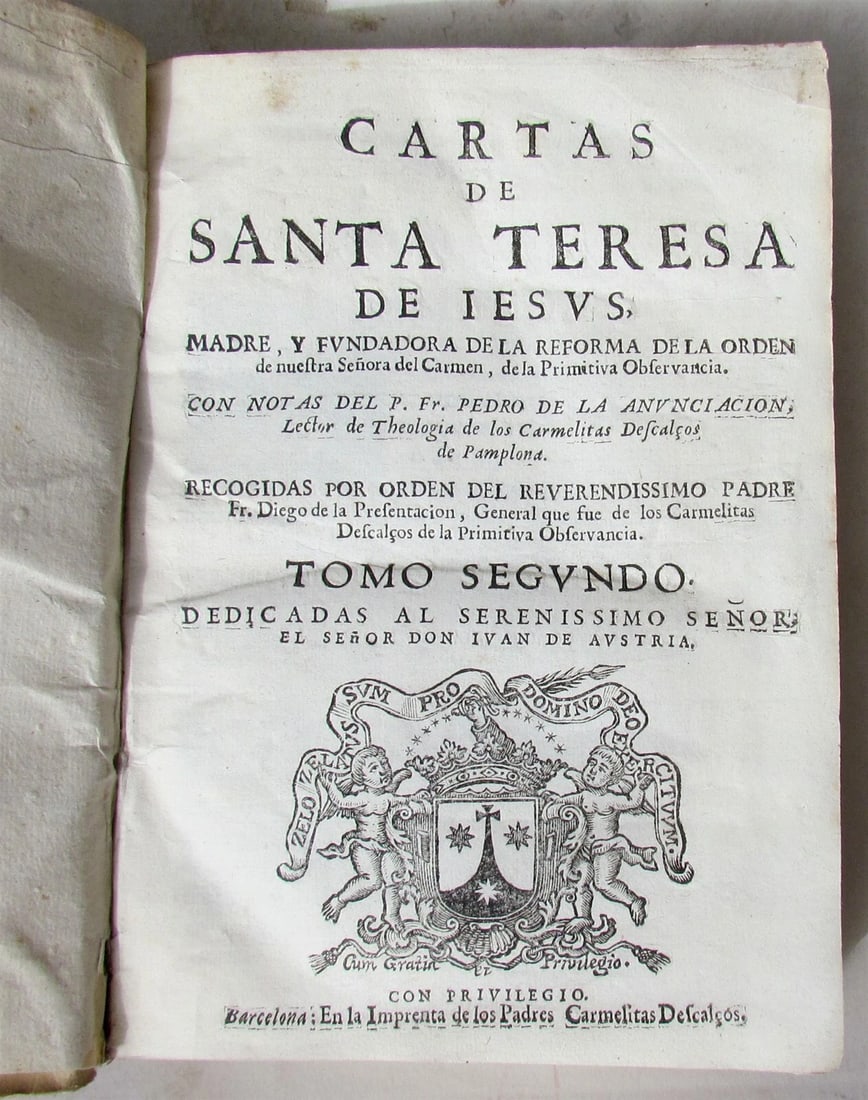 CARTAS
DE
SANTA TERESA
DE IESVS,
MADRE, Y FVNDADORA DE LA REFORMA DE LA ORDEN
de nueſtra Señora del Carmen, de la Primitiva Obſervancia.
CON NOTAS DEL P. Fr. PEDRO DE LA ANVNCIACION,
Lector de Theologia de los Carmelitas Deſcalços
de Pamplona.
RECOGIDAS POR ORDEN DEL REVERENDISSIMO PADRE
Fr. Diego de la Preſentacion, General que fue de los Carmelitas
Deſcalços de la Primitiva Obſervancia.
TOMO SEGVNDO.
DEDICADAS AL SERENISSIMO SEÑOR;
EL SEñOR DON IVAN DE AVSTRIA,
ZELO ZELATVS SVM PRO DOMINO DEO EXERCITVVM.
Cum Gratia et Privilegio.
CON PRIVILEGIO.
Barcelona: En la Imprenta de los Padres Carmelitas Deſcalços.